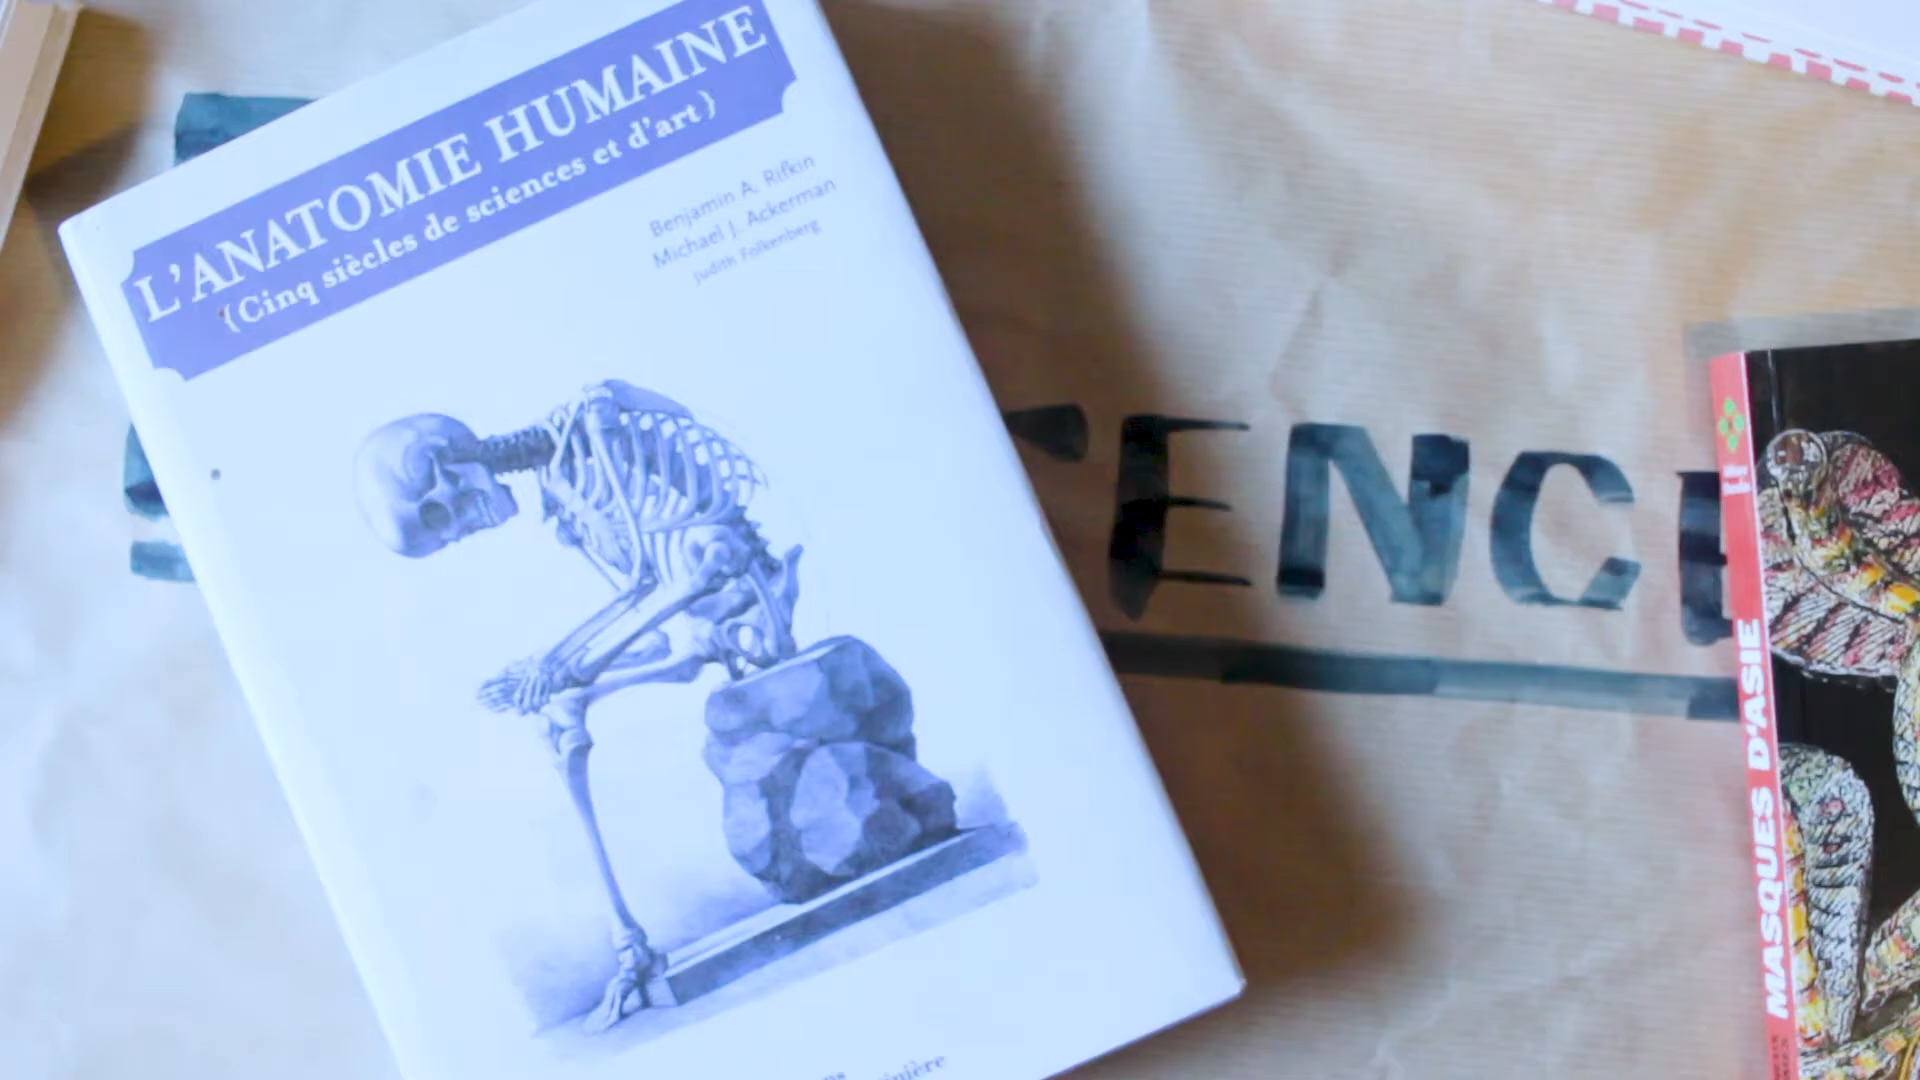 L'ANATOMIE HUMAINE
{Cinq siècles de sciences et d'art}
Benjamin A. Rifkin
Michael J. Ackerman
Judith Folkenberg
ENC
MASQUES D'ASIE